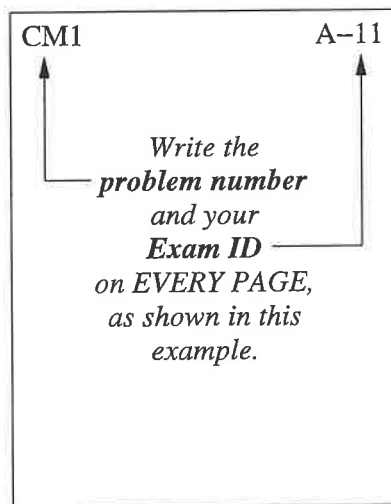 CM1 A–11
Write the
problem number
and your
Exam ID
on EVERY PAGE,
as shown in this
example.